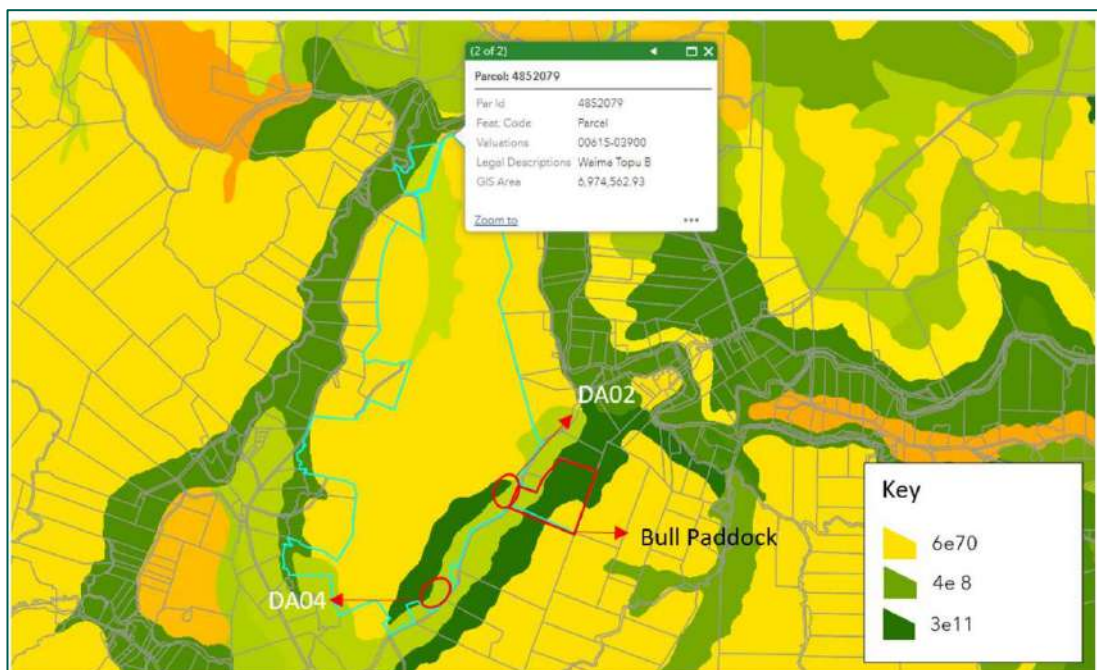 (2 of 2)
Parcel: 4852079
Par Id 4852079
Feat. Code Parcel
Valuations 00615-03900
Legal Descriptions Waima Topu B
GIS Area 6,974,562.93
Zoom to
DA02
Key
6e70
Bull Paddock
4e 8
DA04
3e11